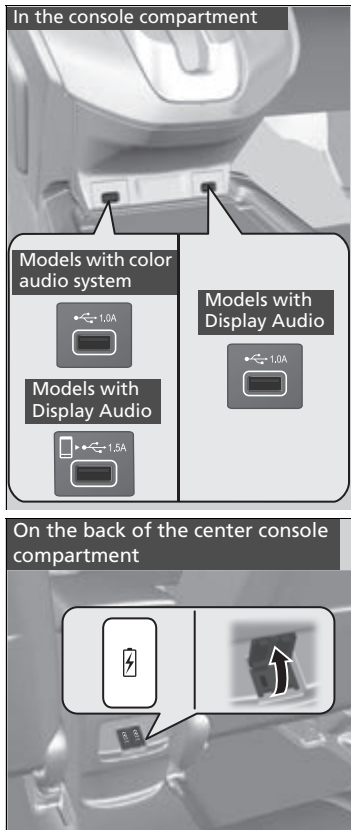 In the console compartment
Models with color
audio system
1.0A
Models with
Display Audio
1.5A
Models with
Display Audio
1.0A
On the back of the center console
compartment